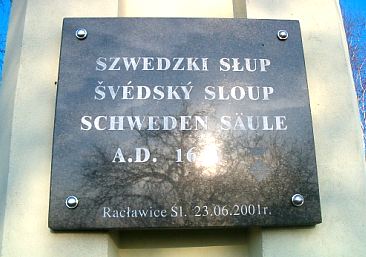 SZWEDZKI SŁUP
ŠVÉDSKÝ SLOUP
SCHWEDEN SÄULE
A.D.
Racławice Śl. 23.06.2001r.